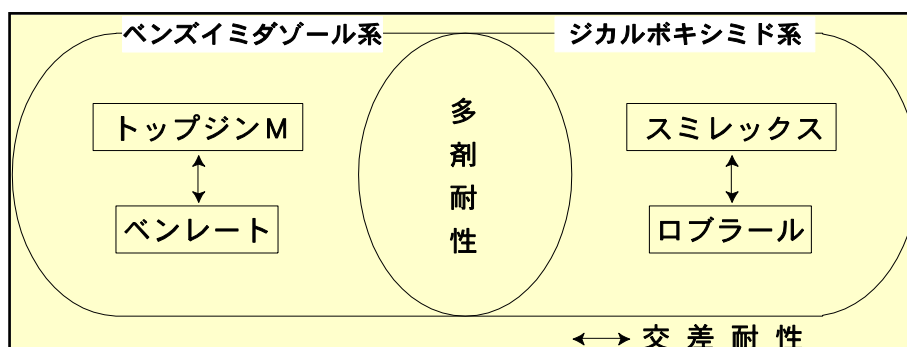 ベンズイミダゾール系
ジカルボキシミド系
トップジンM
ベンレート
多剤耐性
スミレックス
ロブラール
交差耐性